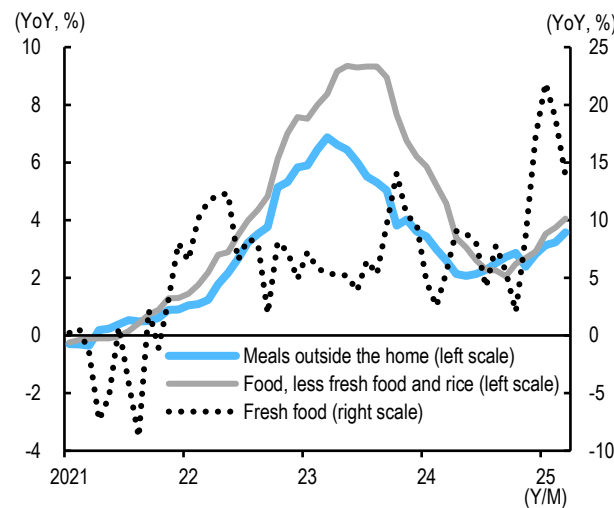 (YoY, %) (YoY, %)
10 25
8 20
6 15
4 10
2 5
0 0
-2 -5
-4 -10
Meals outside the home (left scale)
Food, less fresh food and rice (left scale)
Fresh food (right scale)
2021 22 23 24 25
(Y/M)